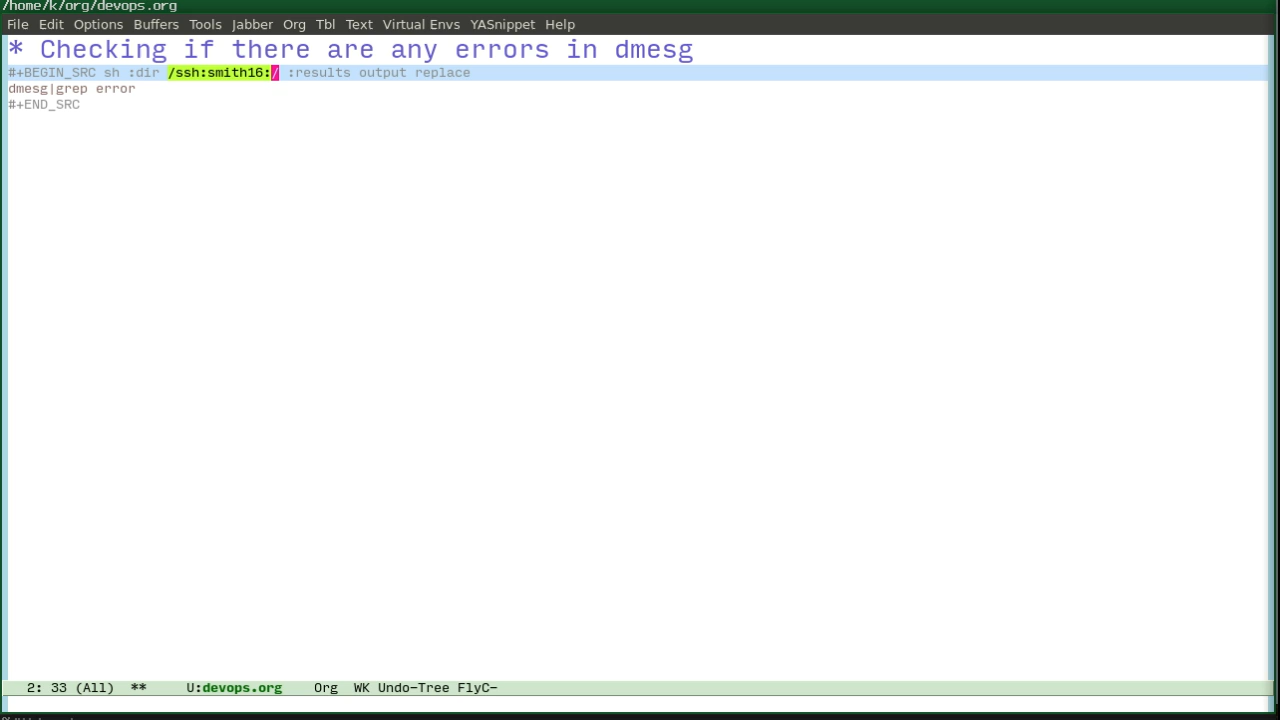 /home/k/org/devops.org
File Edit Options Buffers Tools Jabber Org Tbl Text Virtual Envs YASnippet Help
* Checking if there are any errors in dmesg
#+BEGIN_SRC sh :dir /ssh:smith16:/ :results output replace
dmesg|grep error
#+END_SRC
2: 33 (All) ** U:devops.org Org WK Undo-Tree FlyC-